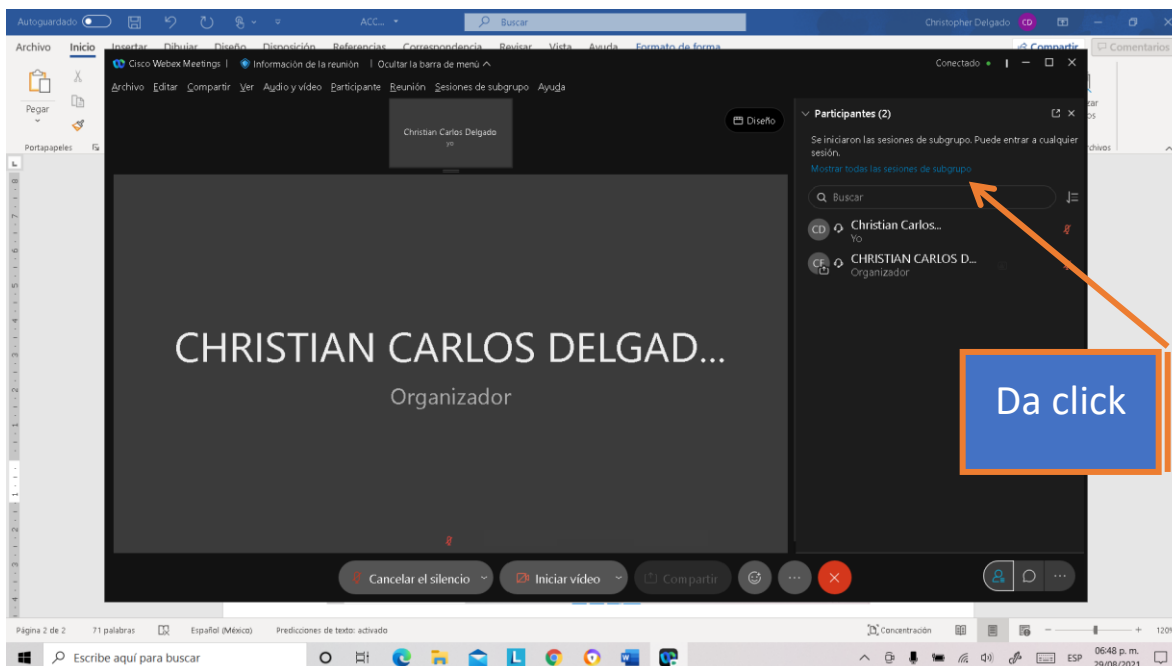 Autoguardado
ACC...
Buscar
Christopher Delgado
CD
Archivo Inicio Insertar Dibujar Diseño Disposición Referencias Correspondencia Revisar Vista Ayuda Formato de forma
Compartir
Comentarios
Pegar
Portapapeles
Cisco Webex Meetings | Información de la reunión | Ocultar la barra de menú
Conectado
Archivo Editar Compartir Ver Audio y vídeo Participante Reunión Sesiones de subgrupo Ayuda
Christian Carlos Delgado
yo
Diseño
Participantes (2)
Se iniciaron las sesiones de subgrupo. Puede entrar a cualquier
sesión.
Mostrar todas las sesiones de subgrupo
Buscar
CD Christian Carlos...
Yo
CF CHRISTIAN CARLOS D...
Organizador
CHRISTIAN CARLOS DELGAD...
Organizador
Da click
Cancelar el silencio
Iniciar vídeo
Compartir
Página 2 de 2 71 palabras Español (México) Predicciones de texto: activado
Concentración
120%
Escribe aquí para buscar
L
ESP
06:48 p. m.
29/08/2021